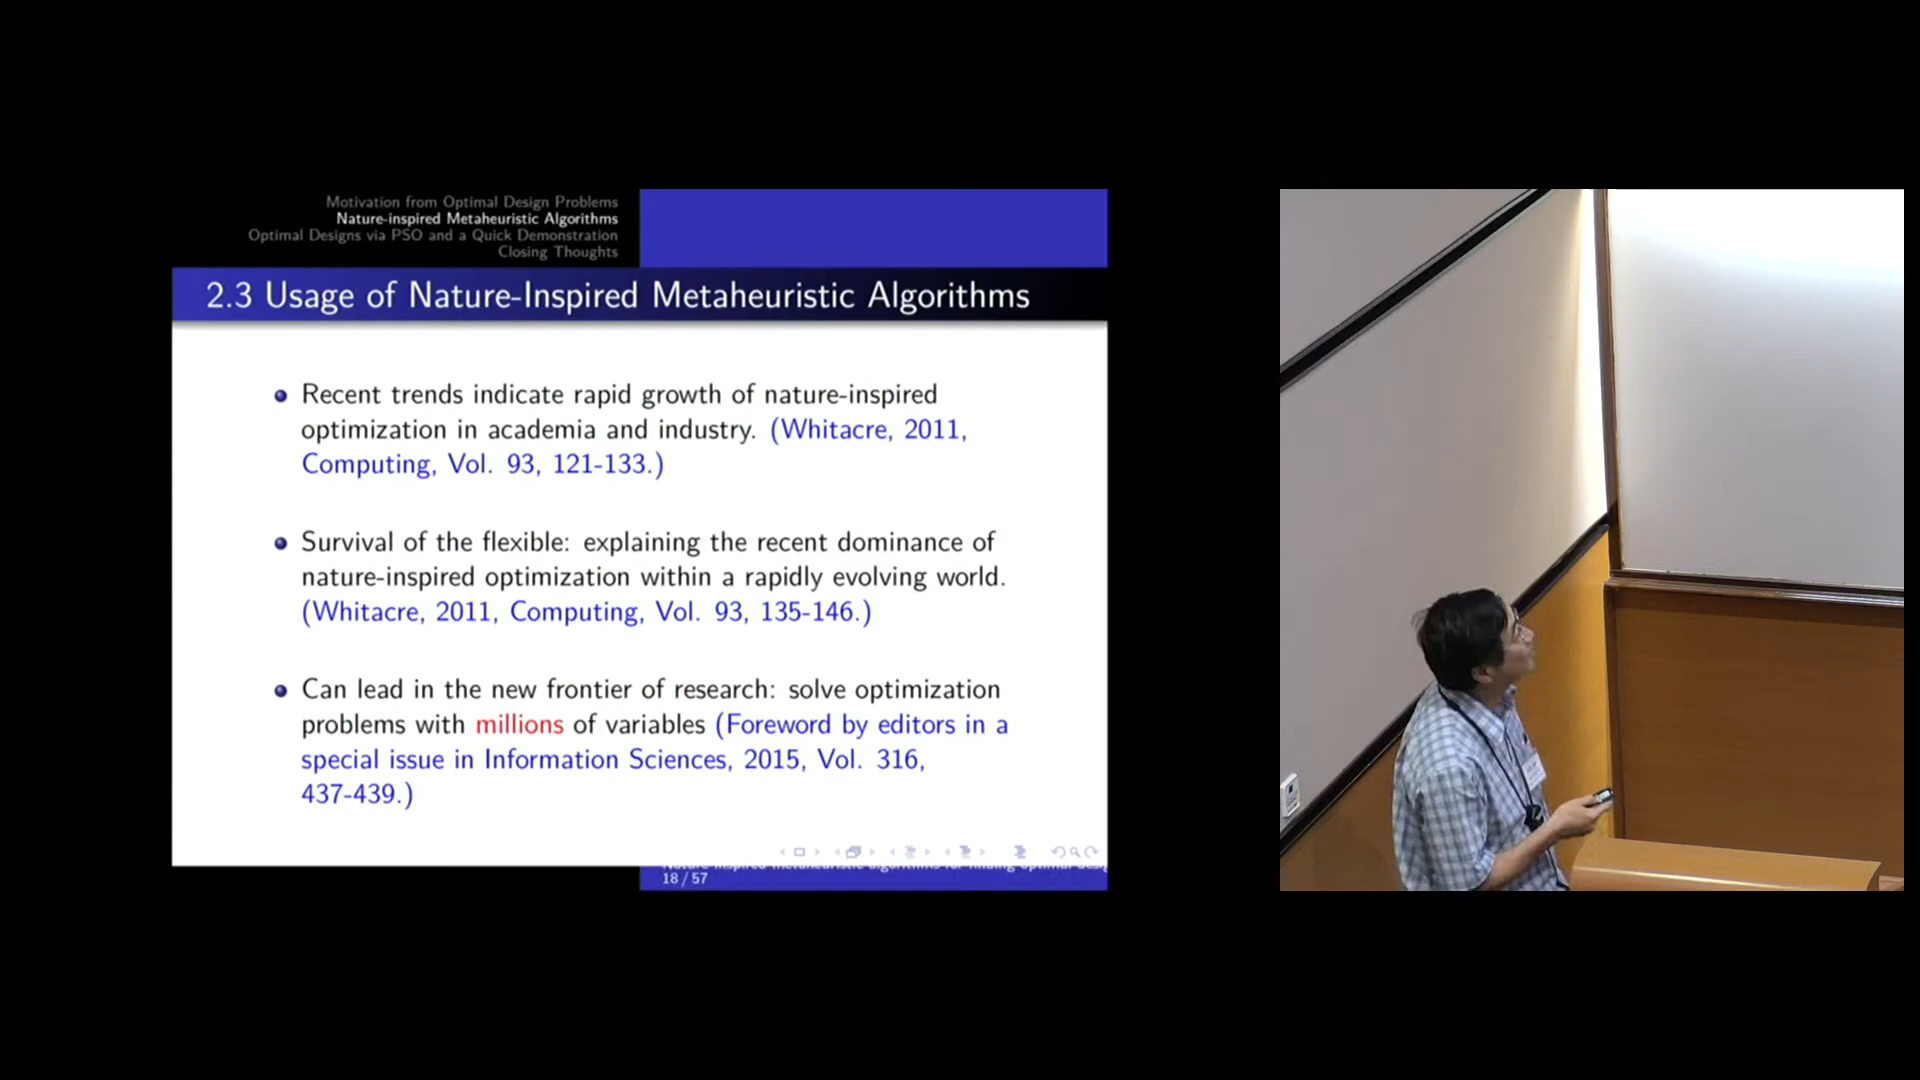 Motivation from Optimal Design Problems
Nature-inspired Metaheuristic Algorithms
Optimal Designs via PSO and a Quick Demonstration
Closing Thoughts
2.3 Usage of Nature-Inspired Metaheuristic Algorithms
Recent trends indicate rapid growth of nature-inspired
optimization in academia and industry. (Whitacre, 2011,
Computing, Vol. 93, 121-133.)
Survival of the flexible: explaining the recent dominance of
nature-inspired optimization within a rapidly evolving world.
(Whitacre, 2011, Computing, Vol. 93, 135-146.)
Can lead in the new frontier of research: solve optimization
problems with millions of variables (Foreword by editors in a
special issue in Information Sciences, 2015, Vol. 316,
437-439.)
18 / 57